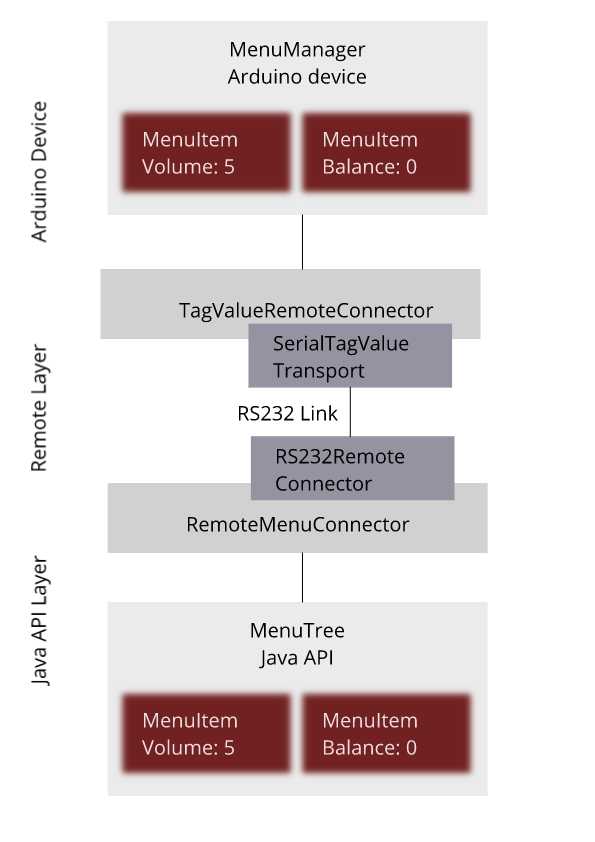 MenuManager
Arduino device
MenuItem
Volume: 5
MenuItem
Balance: 0
Arduino Device
TagValueRemoteConnector
SerialTagValue
Transport
Remote Layer
RS232 Link
RS232Remote
Connector
RemoteMenuConnector
Java API Layer
MenuTree
Java API
MenuItem
Volume: 5
MenuItem
Balance: 0